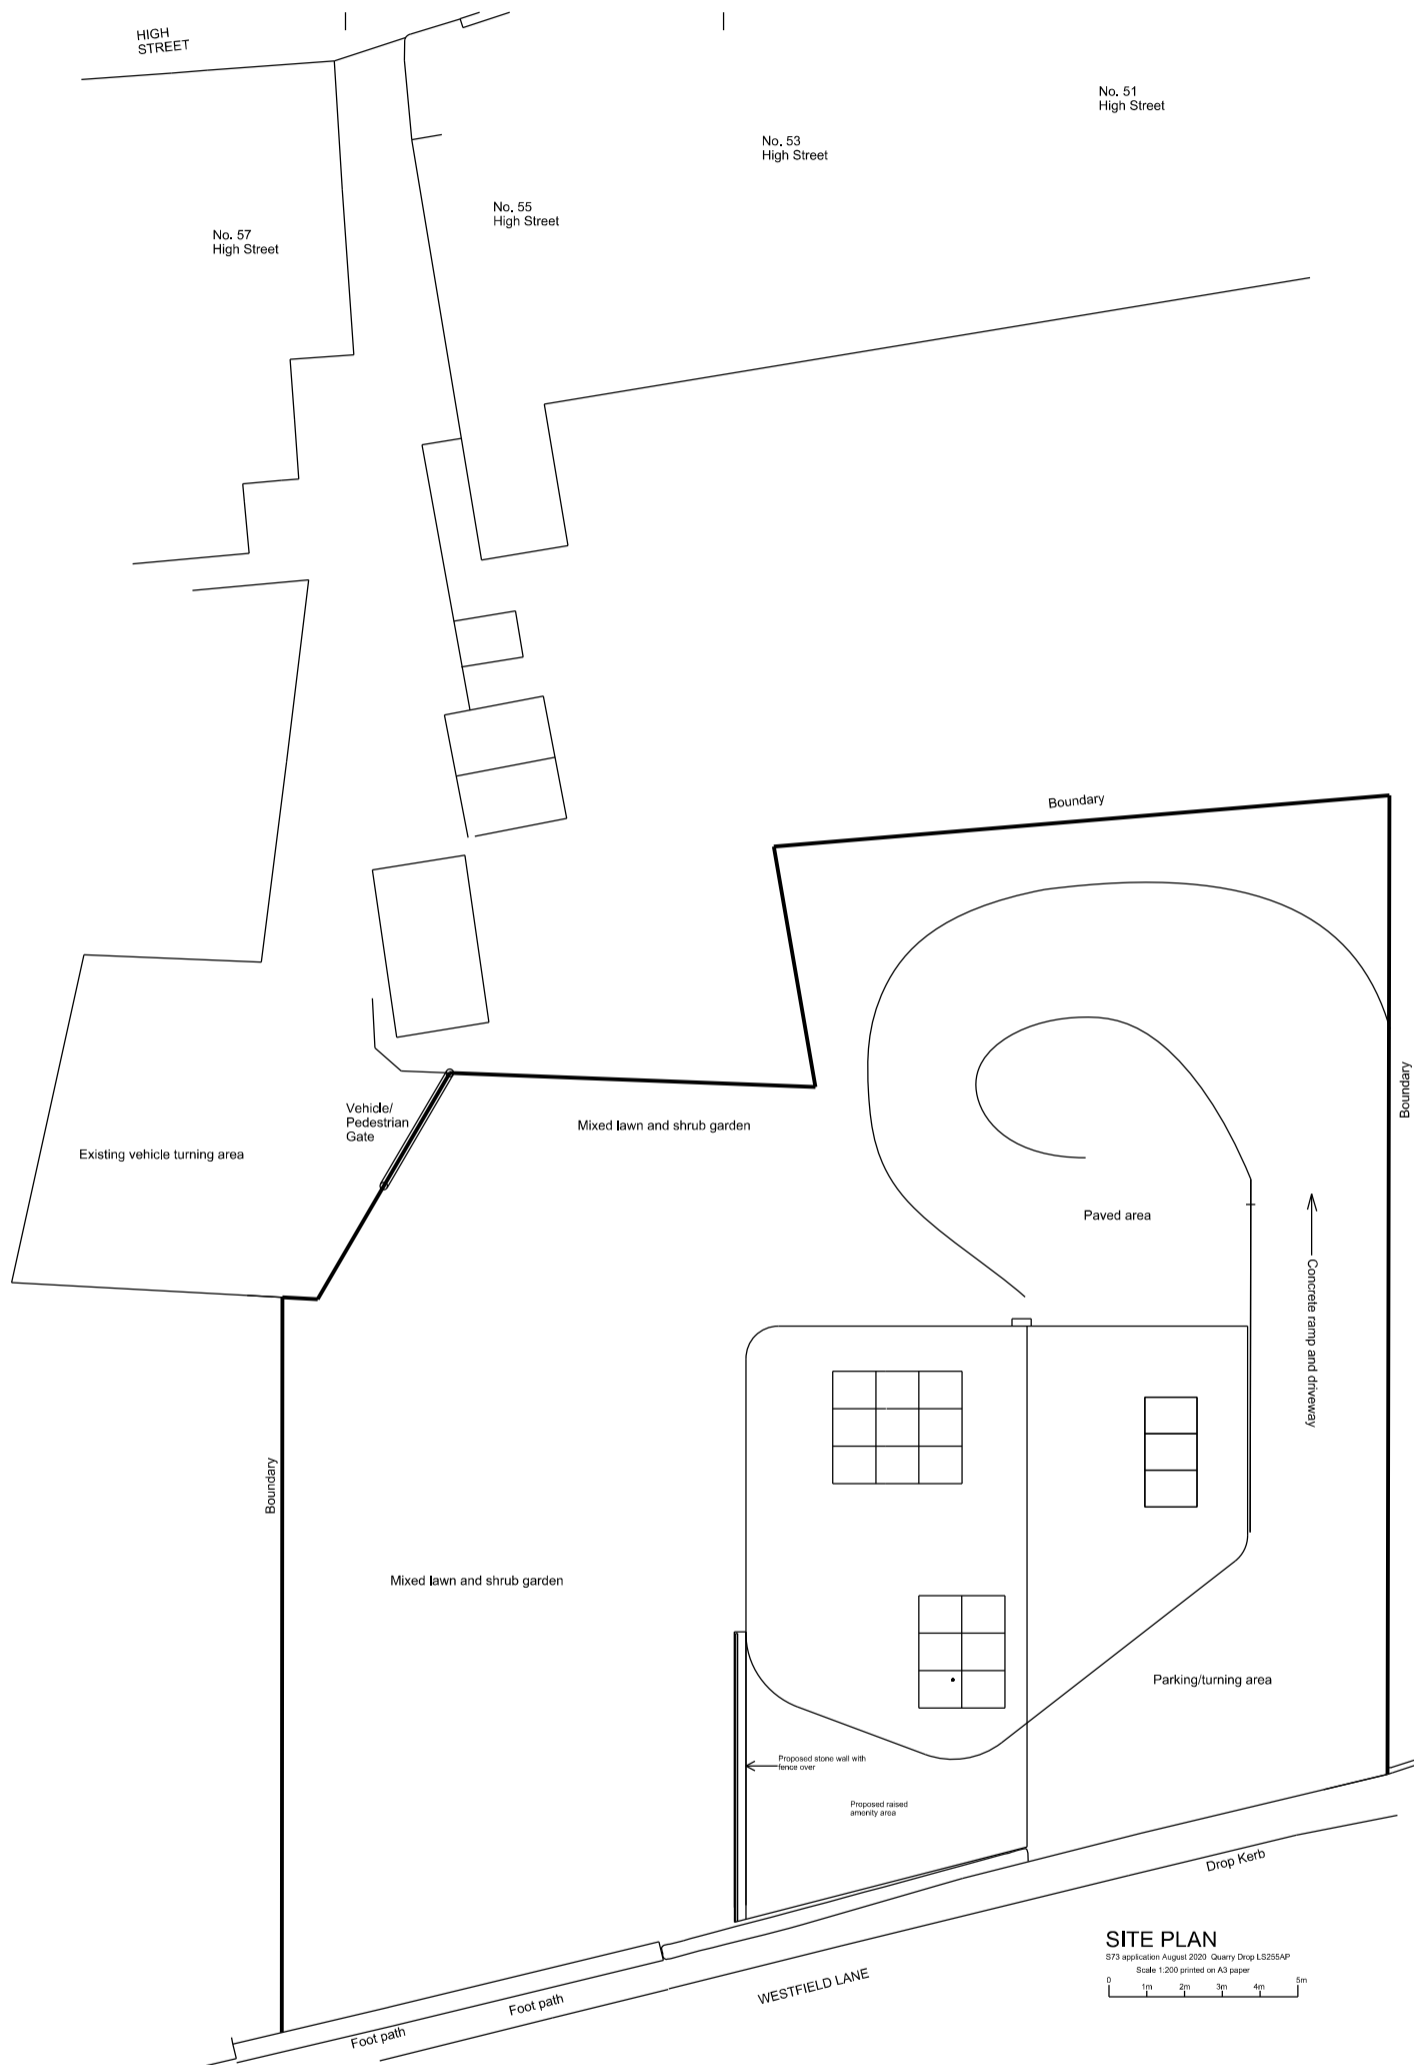 HIGH
STREET
No. 51
High Street
No. 53
High Street
No. 55
High Street
No. 57
High Street
Boundary
Boundary
Vehicle/
Pedestrian
Gate
Mixed lawn and shrub garden
Existing vehicle turning area
Paved area
Concrete ramp and driveway
Boundary
Mixed lawn and shrub garden
Parking/turning area
Proposed stone wall with
fence over
Proposed raised
amenity area
Drop Kerb
SITE PLAN
S73 application August 2020 Quarry Drop LS255AP
Scale 1:200 printed on A3 paper
0 1m 2m 3m 4m 5m
WESTFIELD LANE
Foot path
Foot path